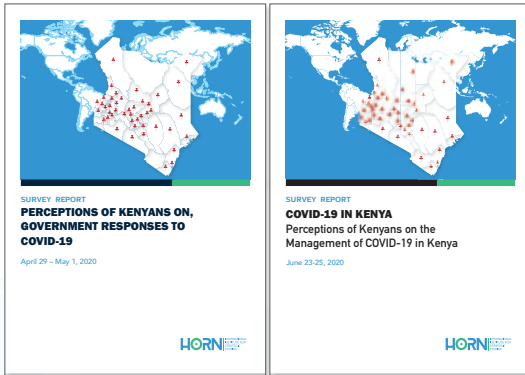 SURVEY REPORT
PERCEPTIONS OF KENYANS ON,
GOVERNMENT RESPONSES TO
COVID-19
April 29 – May 1, 2020
HORN
SURVEY REPORT
COVID-19 IN KENYA
Perceptions of Kenyans on the
Management of COVID-19 in Kenya
June 23-25, 2020
HORN